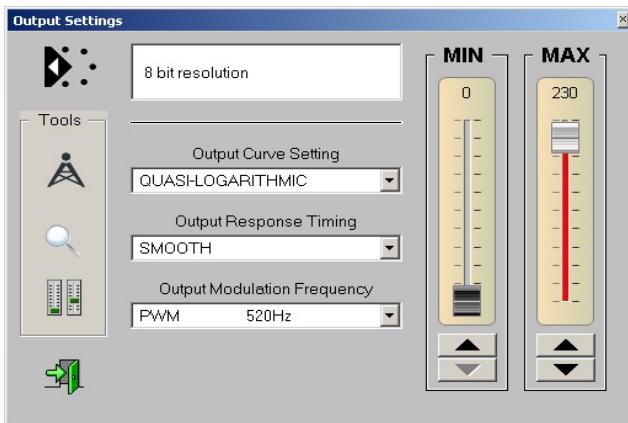 Output Settings
8 bit resolution
Tools
Output Curve Setting
QUASI-LOGARITHMIC
Output Response Timing
SMOOTH
Output Modulation Frequency
PWM 520Hz
MIN
0
MAX
230